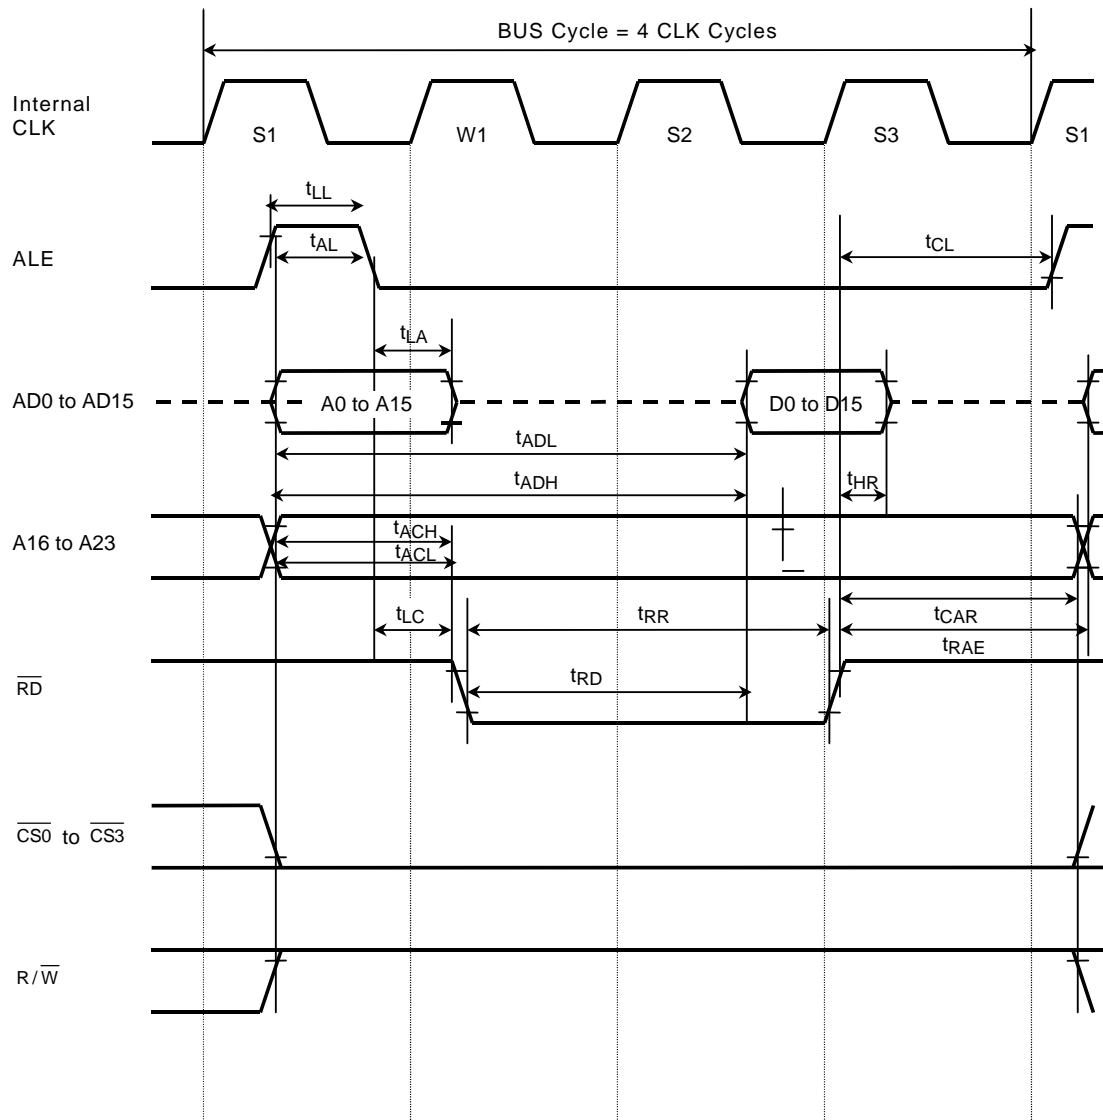 BUS Cycle = 4 CLK Cycles
Internal
CLK
S1
W1
S2
S3
S1
tLL
ALE
tAL
tCL
tLA
AD0 to AD15
A0 to A15
D0 to D15
tADL
tADH
tHR
A16 to A23
tACH
tACL
tLC
tRR
tCAR
tRAE
RD
tRD
CS0 to CS3
R/W